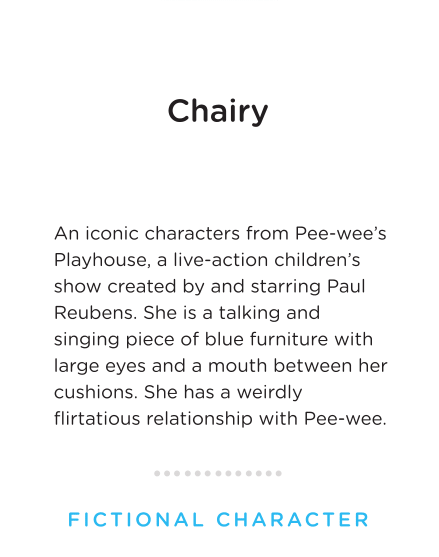 Chairy
An iconic characters from Pee-wee’s
Playhouse, a live-action children’s
show created by and starring Paul
Reubens. She is a talking and
singing piece of blue furniture with
large eyes and a mouth between her
cushions. She has a weirdly
flirtatious relationship with Pee-wee.
FICTIONAL CHARACTER